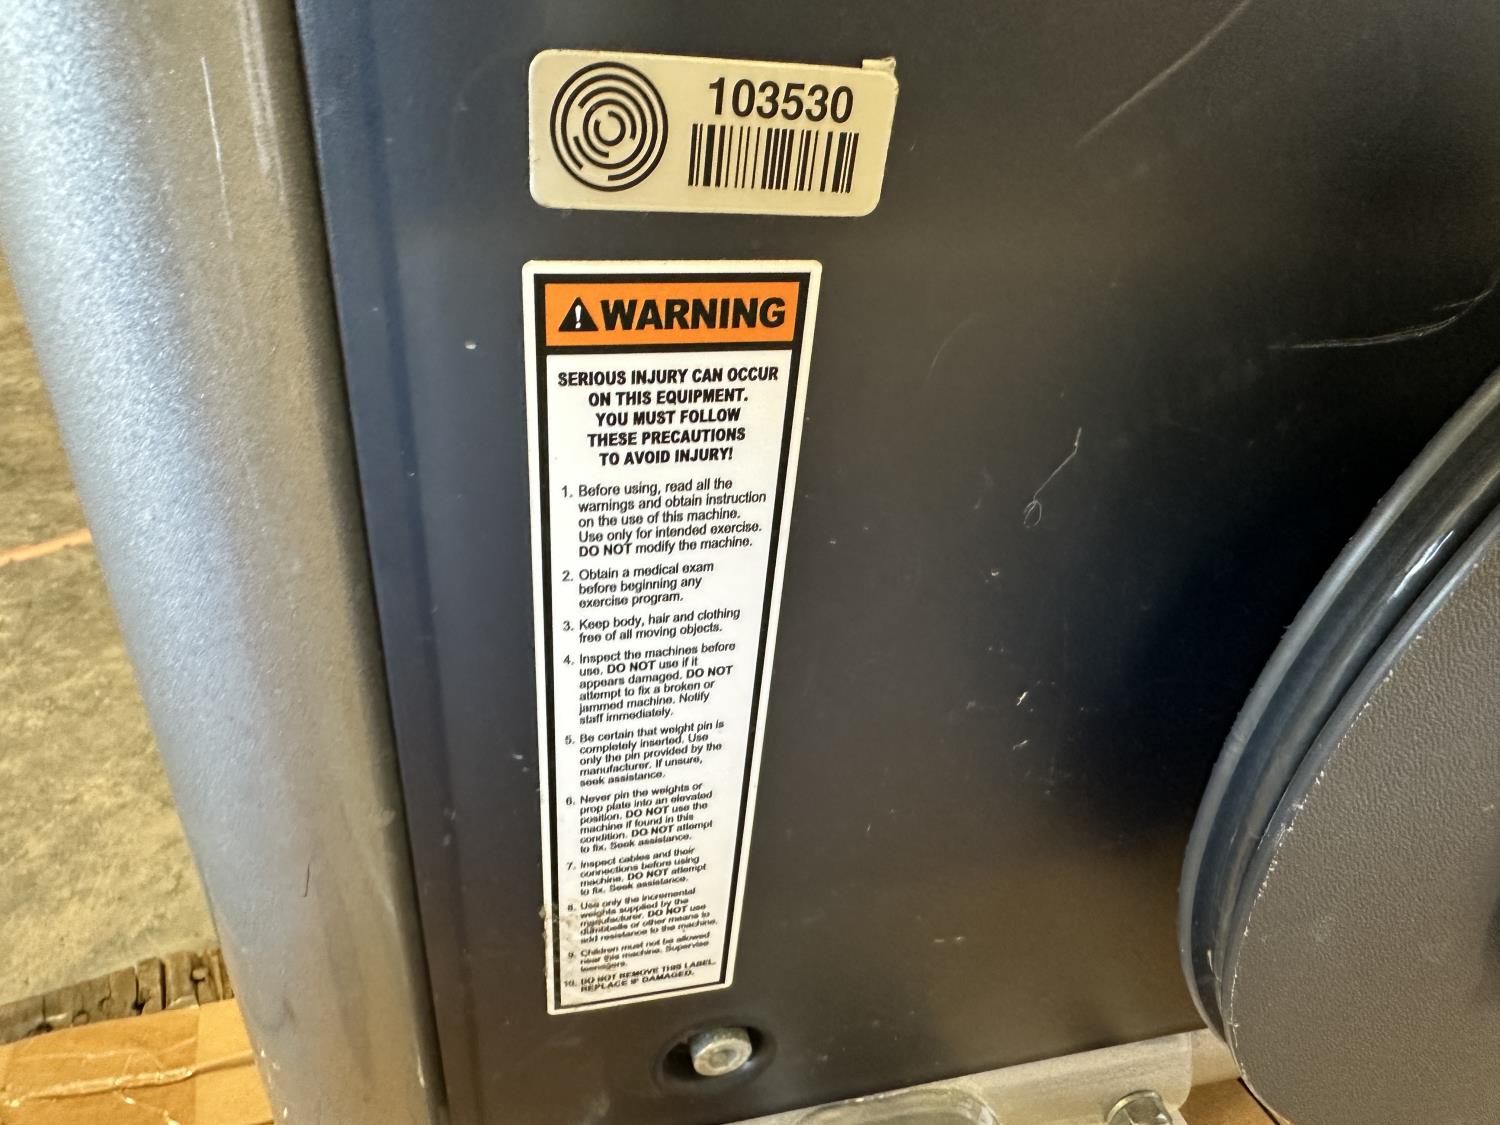 103530
WARNING
SERIOUS INJURY CAN OCCUR
ON THIS EQUIPMENT.
YOU MUST FOLLOW
THESE PRECAUTIONS
TO AVOID INJURY!
1. Before using, read all the
warnings and obtain instruction
on the use of this machine.
Use only for intended exercise.
DO NOT modify the machine.
2. Obtain a medical exam
before beginning any
exercise program.
3. Keep body, hair and clothing
free of all moving objects.
4. Inspect the machines before
use. DO NOT use if it
appears damaged. DO NOT
attempt to fix a broken or
jammed machine. Notify
staff immediately.
5. Be certain that weight pin is
completely inserted. Use
only the pin provided by the
manufacturer. If unsure,
seek assistance.
6. Never pin the weights or
prop plate into an elevated
position. DO NOT use the
machine if found in this
condition. DO NOT attempt
to fix. Seek assistance.
7. Inspect cables and their
connections before using
machine. DO NOT attempt
to fix. Seek assistance.
8. Use only the incremental
weights supplied by the
manufacturer. DO NOT use
dumbbells or other means to
add resistance to the machine.
9. Children must not be allowed
near this machine. Supervise
teenagers.
10. DO NOT REMOVE THIS LABEL.
REPLACE IF DAMAGED.